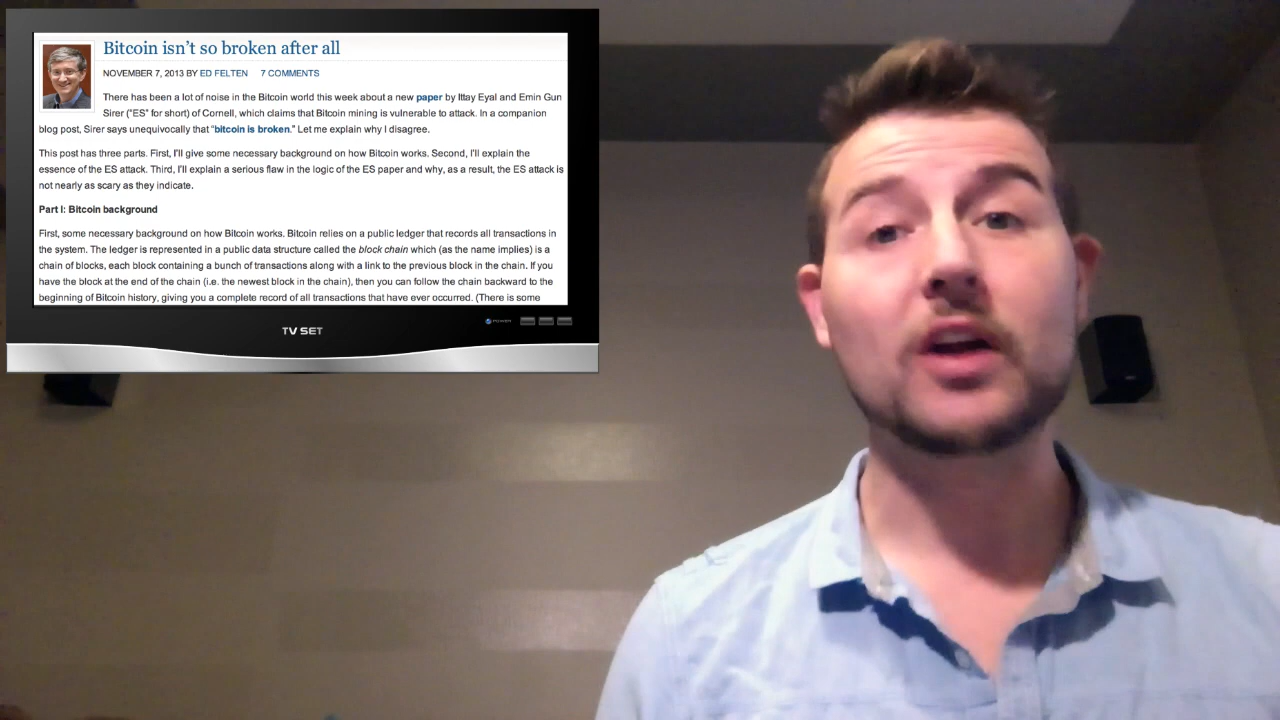 Bitcoin isn't so broken after all
NOVEMBER 7, 2013 BY ED FELTEN 7 COMMENTS
There has been a lot of noise in the Bitcoin world this week about a new paper by Ittay Eyal and Emin Gun
Sirer ("ES" for short) of Cornell, which claims that Bitcoin mining is vulnerable to attack. In a companion
blog post, Sirer says unequivocally that "bitcoin is broken." Let me explain why I disagree.
This post has three parts. First, I'll give some necessary background on how Bitcoin works. Second, I'll explain the
essence of the ES attack. Third, I'll explain a serious flaw in the logic of the ES paper and why, as a result, the ES attack is
not nearly as scary as they indicate.
Part I: Bitcoin background
First, some necessary background on how Bitcoin works. Bitcoin relies on a public ledger that records all transactions in
the system. The ledger is represented in a public data structure called the block chain which (as the name implies) is a
chain of blocks, each block containing a bunch of transactions along with a link to the previous block in the chain. If you
have the block at the end of the chain (i.e. the newest block in the chain), then you can follow the chain backward to the
beginning of Bitcoin history, giving you a complete record of all transactions that have ever occurred. (There is some
TV SET
POWER